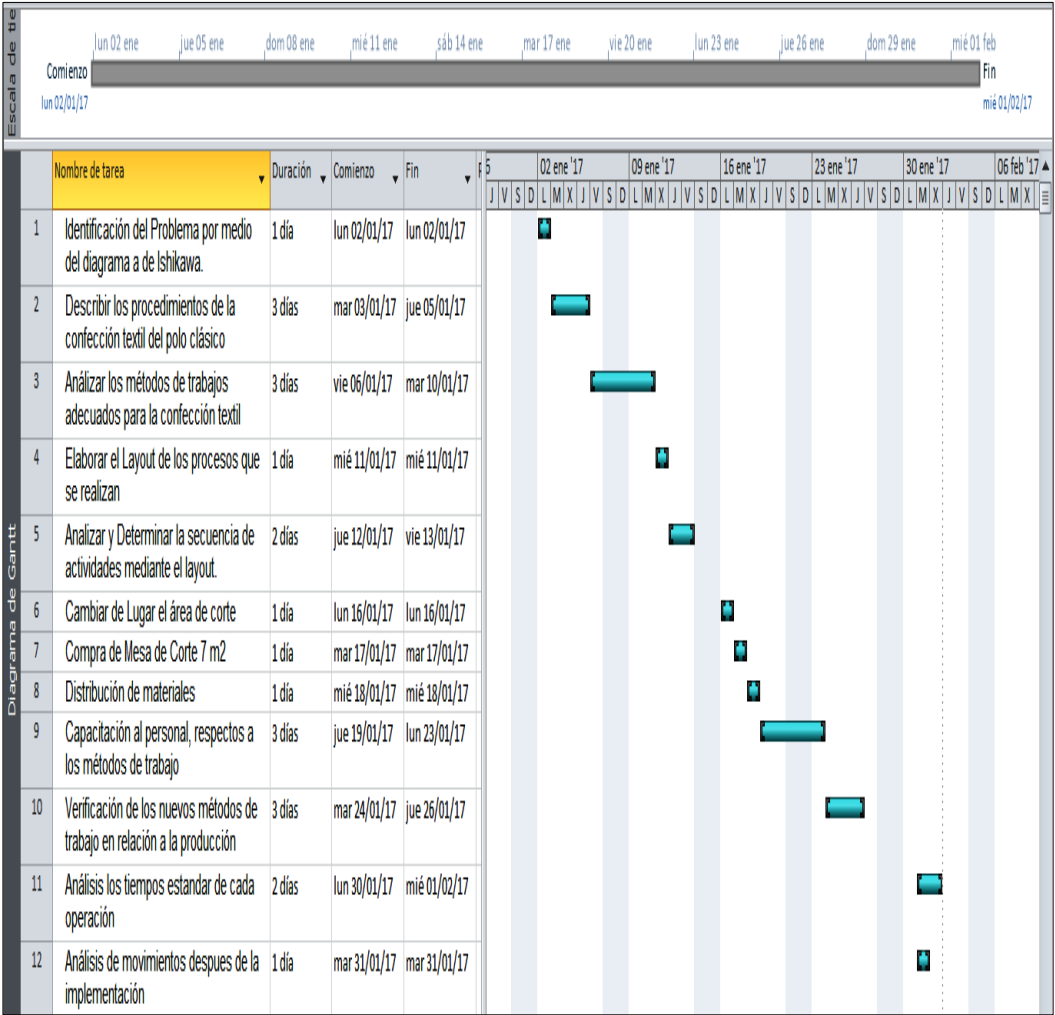 Escala de tie
lun 02 ene jue 05 ene dom 08 ene mié 11 ene sáb 14 ene mar 17 ene vie 20 ene lun 23 ene jue 26 ene dom 29 ene mié 01 feb
Comienzo Fin
lun 02/01/17 mié 01/02/17
Diagrama de Gantt
Nombre de tarea Duración Comienzo Fin 02 ene '17 09 ene '17 16 ene '17 23 ene '17 30 ene '17 06 feb '17
J V S D L M X J V S D L M X J V S D L M X J V S D L M X J V S D L M X J V S D L M X
1 Identificación del Problema por medio 1 día lun 02/01/17 lun 02/01/17
del diagrama a de Ishikawa.
2 Describir los procedimientos de la 3 días mar 03/01/17 jue 05/01/17
confección textil del polo clásico
3 Análizar los métodos de trabajos 3 días vie 06/01/17 mar 10/01/17
adecuados para la confección textil
4 Elaborar el Layout de los procesos que 1 día mié 11/01/17 mié 11/01/17
se realizan
5 Analizar y Determinar la secuencia de 2 días jue 12/01/17 vie 13/01/17
actividades mediante el layout.
6 Cambiar de Lugar el área de corte 1 día lun 16/01/17 lun 16/01/17
7 Compra de Mesa de Corte 7 m2 1 día mar 17/01/17 mar 17/01/17
8 Distribución de materiales 1 día mié 18/01/17 mié 18/01/17
9 Capacitación al personal, respectos a 3 días jue 19/01/17 lun 23/01/17
los métodos de trabajo
10 Verificación de los nuevos métodos de 3 días mar 24/01/17 jue 26/01/17
trabajo en relación a la producción
11 Análisis los tiempos estandar de cada 2 días lun 30/01/17 mié 01/02/17
operación
12 Análisis de movimientos despues de la 1 día mar 31/01/17 mar 31/01/17
implementación